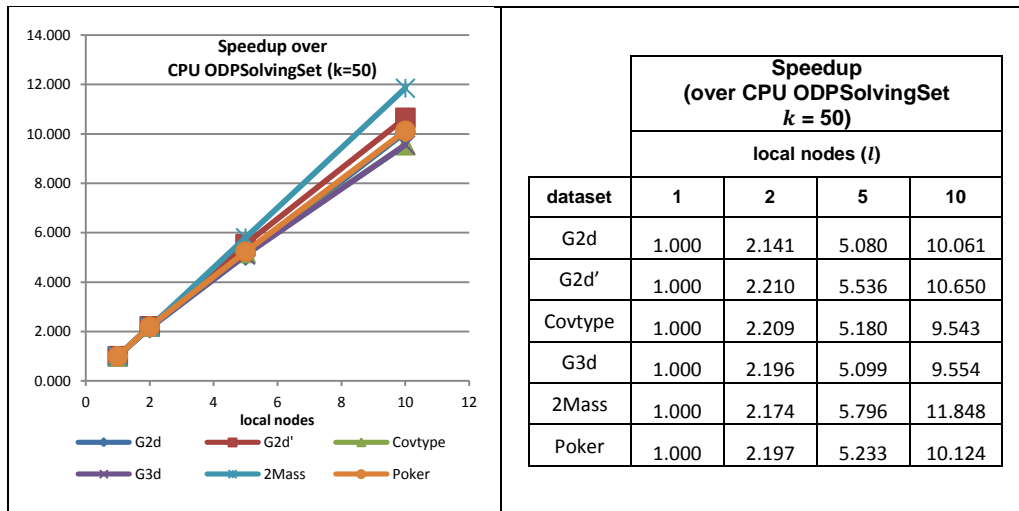 Speedup over
CPU ODPSolvingSet (k=50)
14.000
12.000
10.000
8.000
6.000
4.000
2.000
0.000
0 2 4 6 8 10 12
local nodes
G2d G2d' Covtype
G3d 2Mass Poker
Speedup
(over CPU ODPSolvingSet
𝒌 = 50)
local nodes (𝒍)
dataset 1 2 5 10
G2d 1.000 2.141 5.080 10.061
G2d’ 1.000 2.210 5.536 10.650
Covtype 1.000 2.209 5.180 9.543
G3d 1.000 2.196 5.099 9.554
2Mass 1.000 2.174 5.796 11.848
Poker 1.000 2.197 5.233 10.124